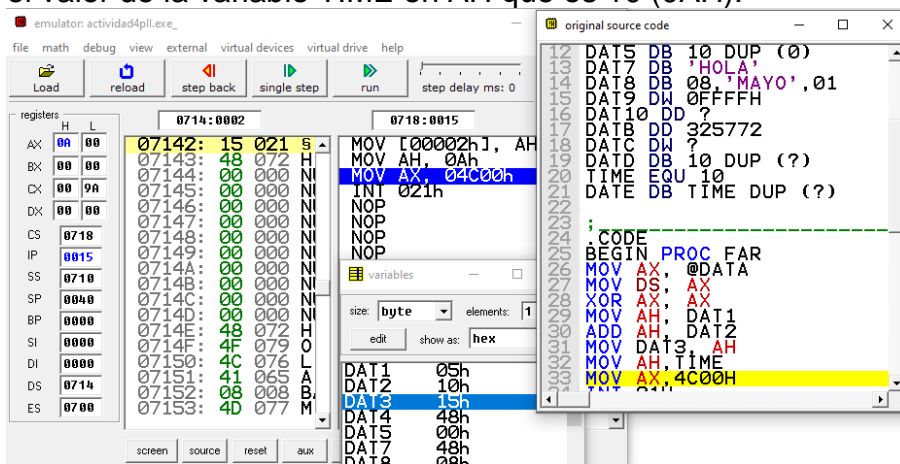 el valor de la variable TIME en AH que es 10 (0AH).
emulator: actividad4pll.exe_
file math debug view external virtual devices virtual drive help
Load reload step back single step run step delay ms: 0
registers
H L
AX 0A 00
BX 00 00
CX 00 9A
DX 00 00
CS 0718
IP 0015
SS 0710
SP 0040
BP 0000
SI 0000
DI 0000
DS 0714
ES 0700
0714:0002
07142: 15 021 §
07143: 48 072 H
07144: 00 000 NU
07145: 00 000 NU
07146: 00 000 NU
07147: 00 000 NU
07148: 00 000 NU
07149: 00 000 NU
0714A: 00 000 NU
0714B: 00 000 NU
0714C: 00 000 NU
0714D: 00 000 NU
0714E: 48 072 H
0714F: 4F 079 O
07150: 4C 076 L
07151: 41 065 A
07152: 08 008 BA
07153: 4D 077 M
0718:0015
MOV [00002h], AH
MOV AH, 0Ah
MOV AX, 04C00h
INT 021h
NOP
NOP
NOP
NOP
screen source reset aux
variables
size: byte elements: 1
edit show as: hex
DAT1 05h
DAT2 10h
DAT3 15h
DAT4 48h
DAT5 00h
DAT7 48h
DAT8 08h
original source code
12 DAT5 DB 10 DUP (0)
13 DAT7 DB 'HOLA'
14 DAT8 DB 08,'MAYO',01
15 DAT9 DW 0FFFFH
16 DAT10 DD ?
17 DATB DD 325772
18 DATC DW ?
19 DATD DB 10 DUP (?)
20 TIME EQU 10
21 DATE DB TIME DUP (?)
22
23 ;
24 .CODE
25 BEGIN PROC FAR
26 MOV AX, @DATA
27 MOV DS, AX
28 XOR AX, AX
29 MOV AH, DAT1
30 ADD AH, DAT2
31 MOV DAT3, AH
32 MOV AH,TIME
33 MOV AX,4C00H
INT 21H